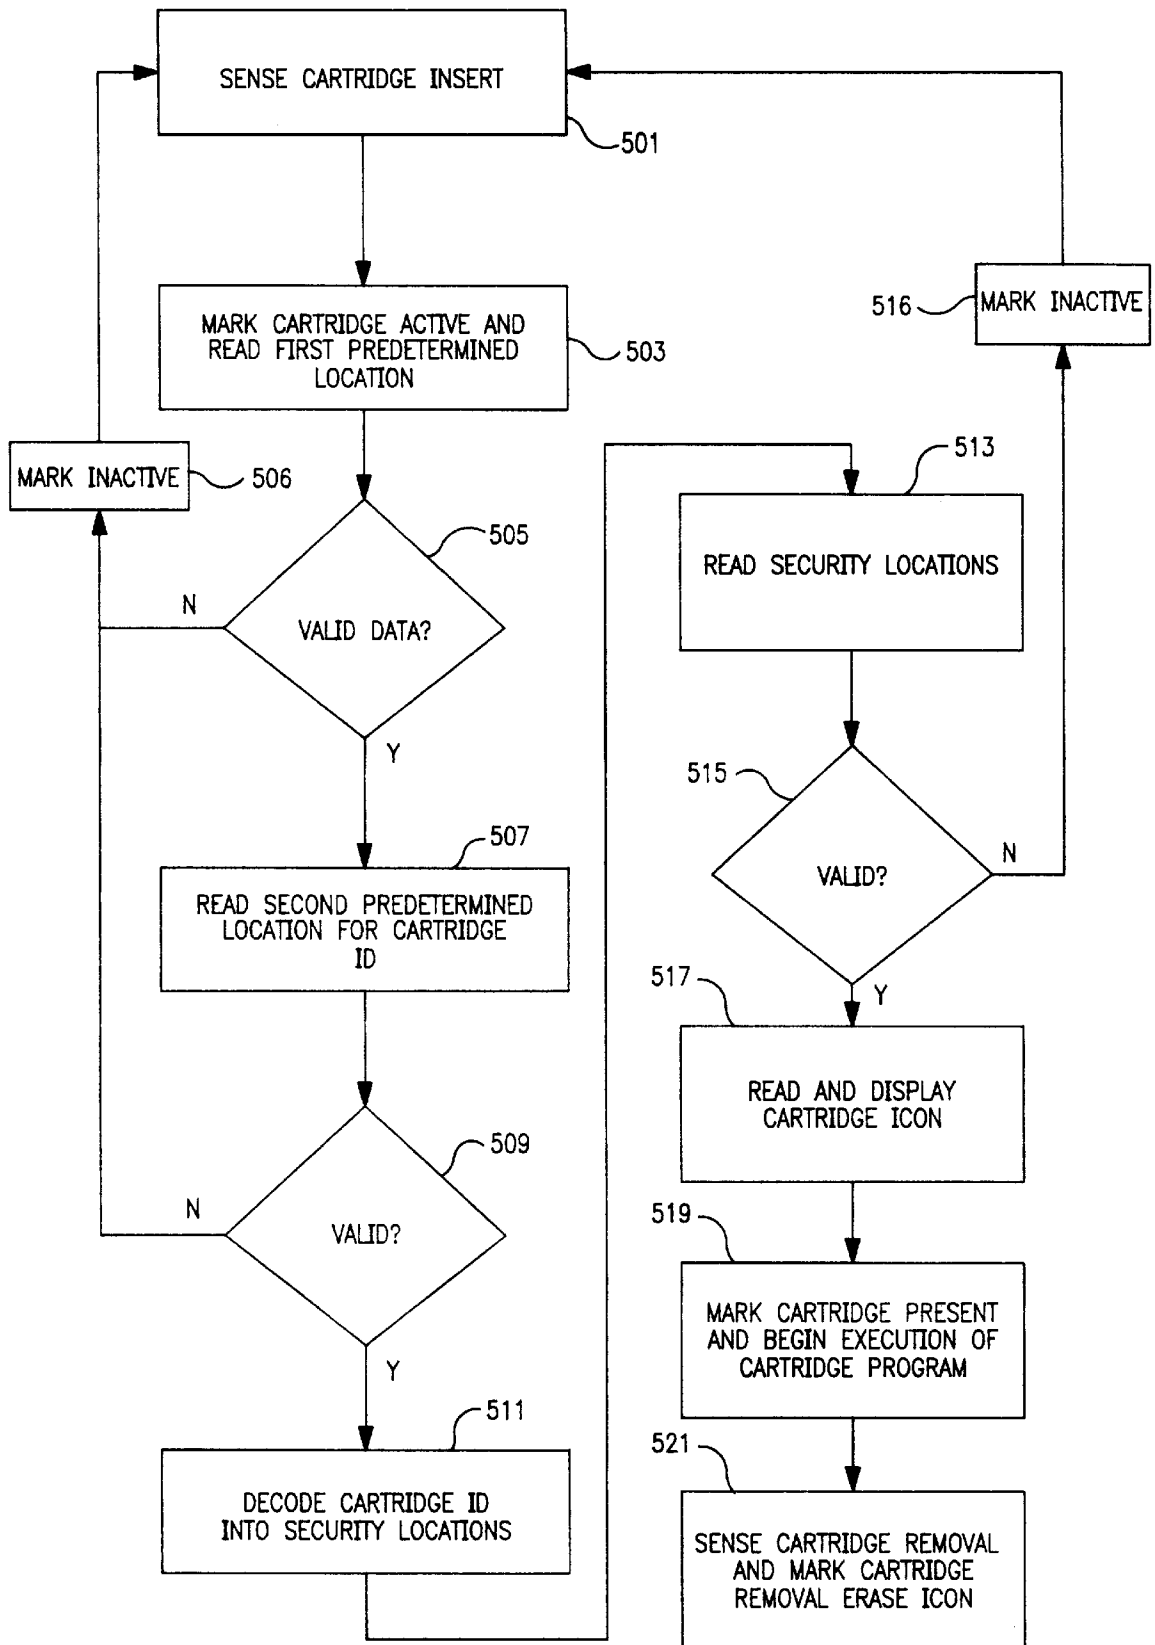 SENSE CARTRIDGE INSERT
501
MARK CARTRIDGE ACTIVE AND
READ FIRST PREDETERMINED
LOCATION
503
MARK INACTIVE
506
505
VALID DATA?
N
Y
507
READ SECOND PREDETERMINED
LOCATION FOR CARTRIDGE
ID
509
VALID?
N
Y
511
DECODE CARTRIDGE ID
INTO SECURITY LOCATIONS
516
MARK INACTIVE
513
READ SECURITY LOCATIONS
515
VALID?
N
Y
517
READ AND DISPLAY
CARTRIDGE ICON
519
MARK CARTRIDGE PRESENT
AND BEGIN EXECUTION OF
CARTRIDGE PROGRAM
521
SENSE CARTRIDGE REMOVAL
AND MARK CARTRIDGE
REMOVAL ERASE ICON